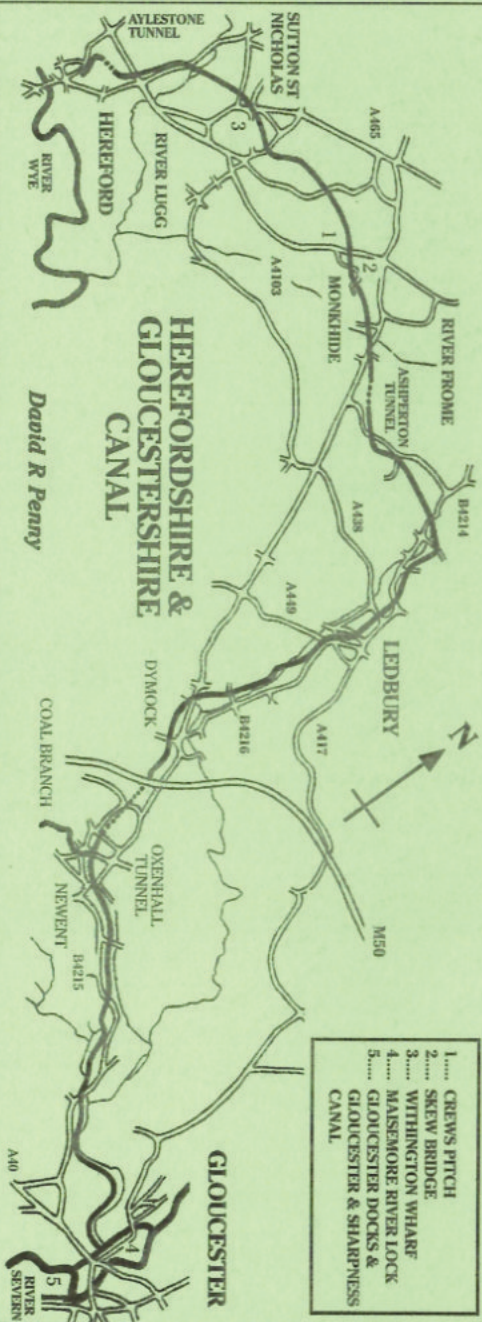 AYLESTONE
TUNNEL
SUTTON ST
NICHOLAS
A465
3
HEREFORD
RIVER LUGG
RIVER
WYE
1
2
A4103
MONKHIDE
RIVER FROME
ASHPERTON
TUNNEL
B4214
HEREFORDSHIRE &
GLOUCESTERSHIRE
CANAL
David R Penny
A438
A449
LEDBURY
A417
N
DYMOCK
B4216
COAL BRANCH
OXENHALL
TUNNEL
M50
NEWENT
B4215
1..... CREWS PITCH
2..... SKEW BRIDGE
3..... WITHINGTON WHARF
4..... MAISEMORE RIVER LOCK
5..... GLOUCESTER DOCKS &
GLOUCESTER & SHARPNESS
CANAL
GLOUCESTER
A40
4
5
RIVER
SEVERN